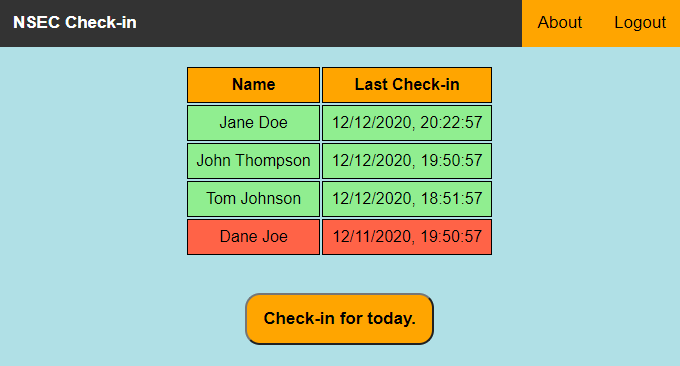 NSEC Check-in About Logout
Name Last Check-in
Jane Doe 12/12/2020, 20:22:57
John Thompson 12/12/2020, 19:50:57
Tom Johnson 12/12/2020, 18:51:57
Dane Joe 12/11/2020, 19:50:57
Check-in for today.